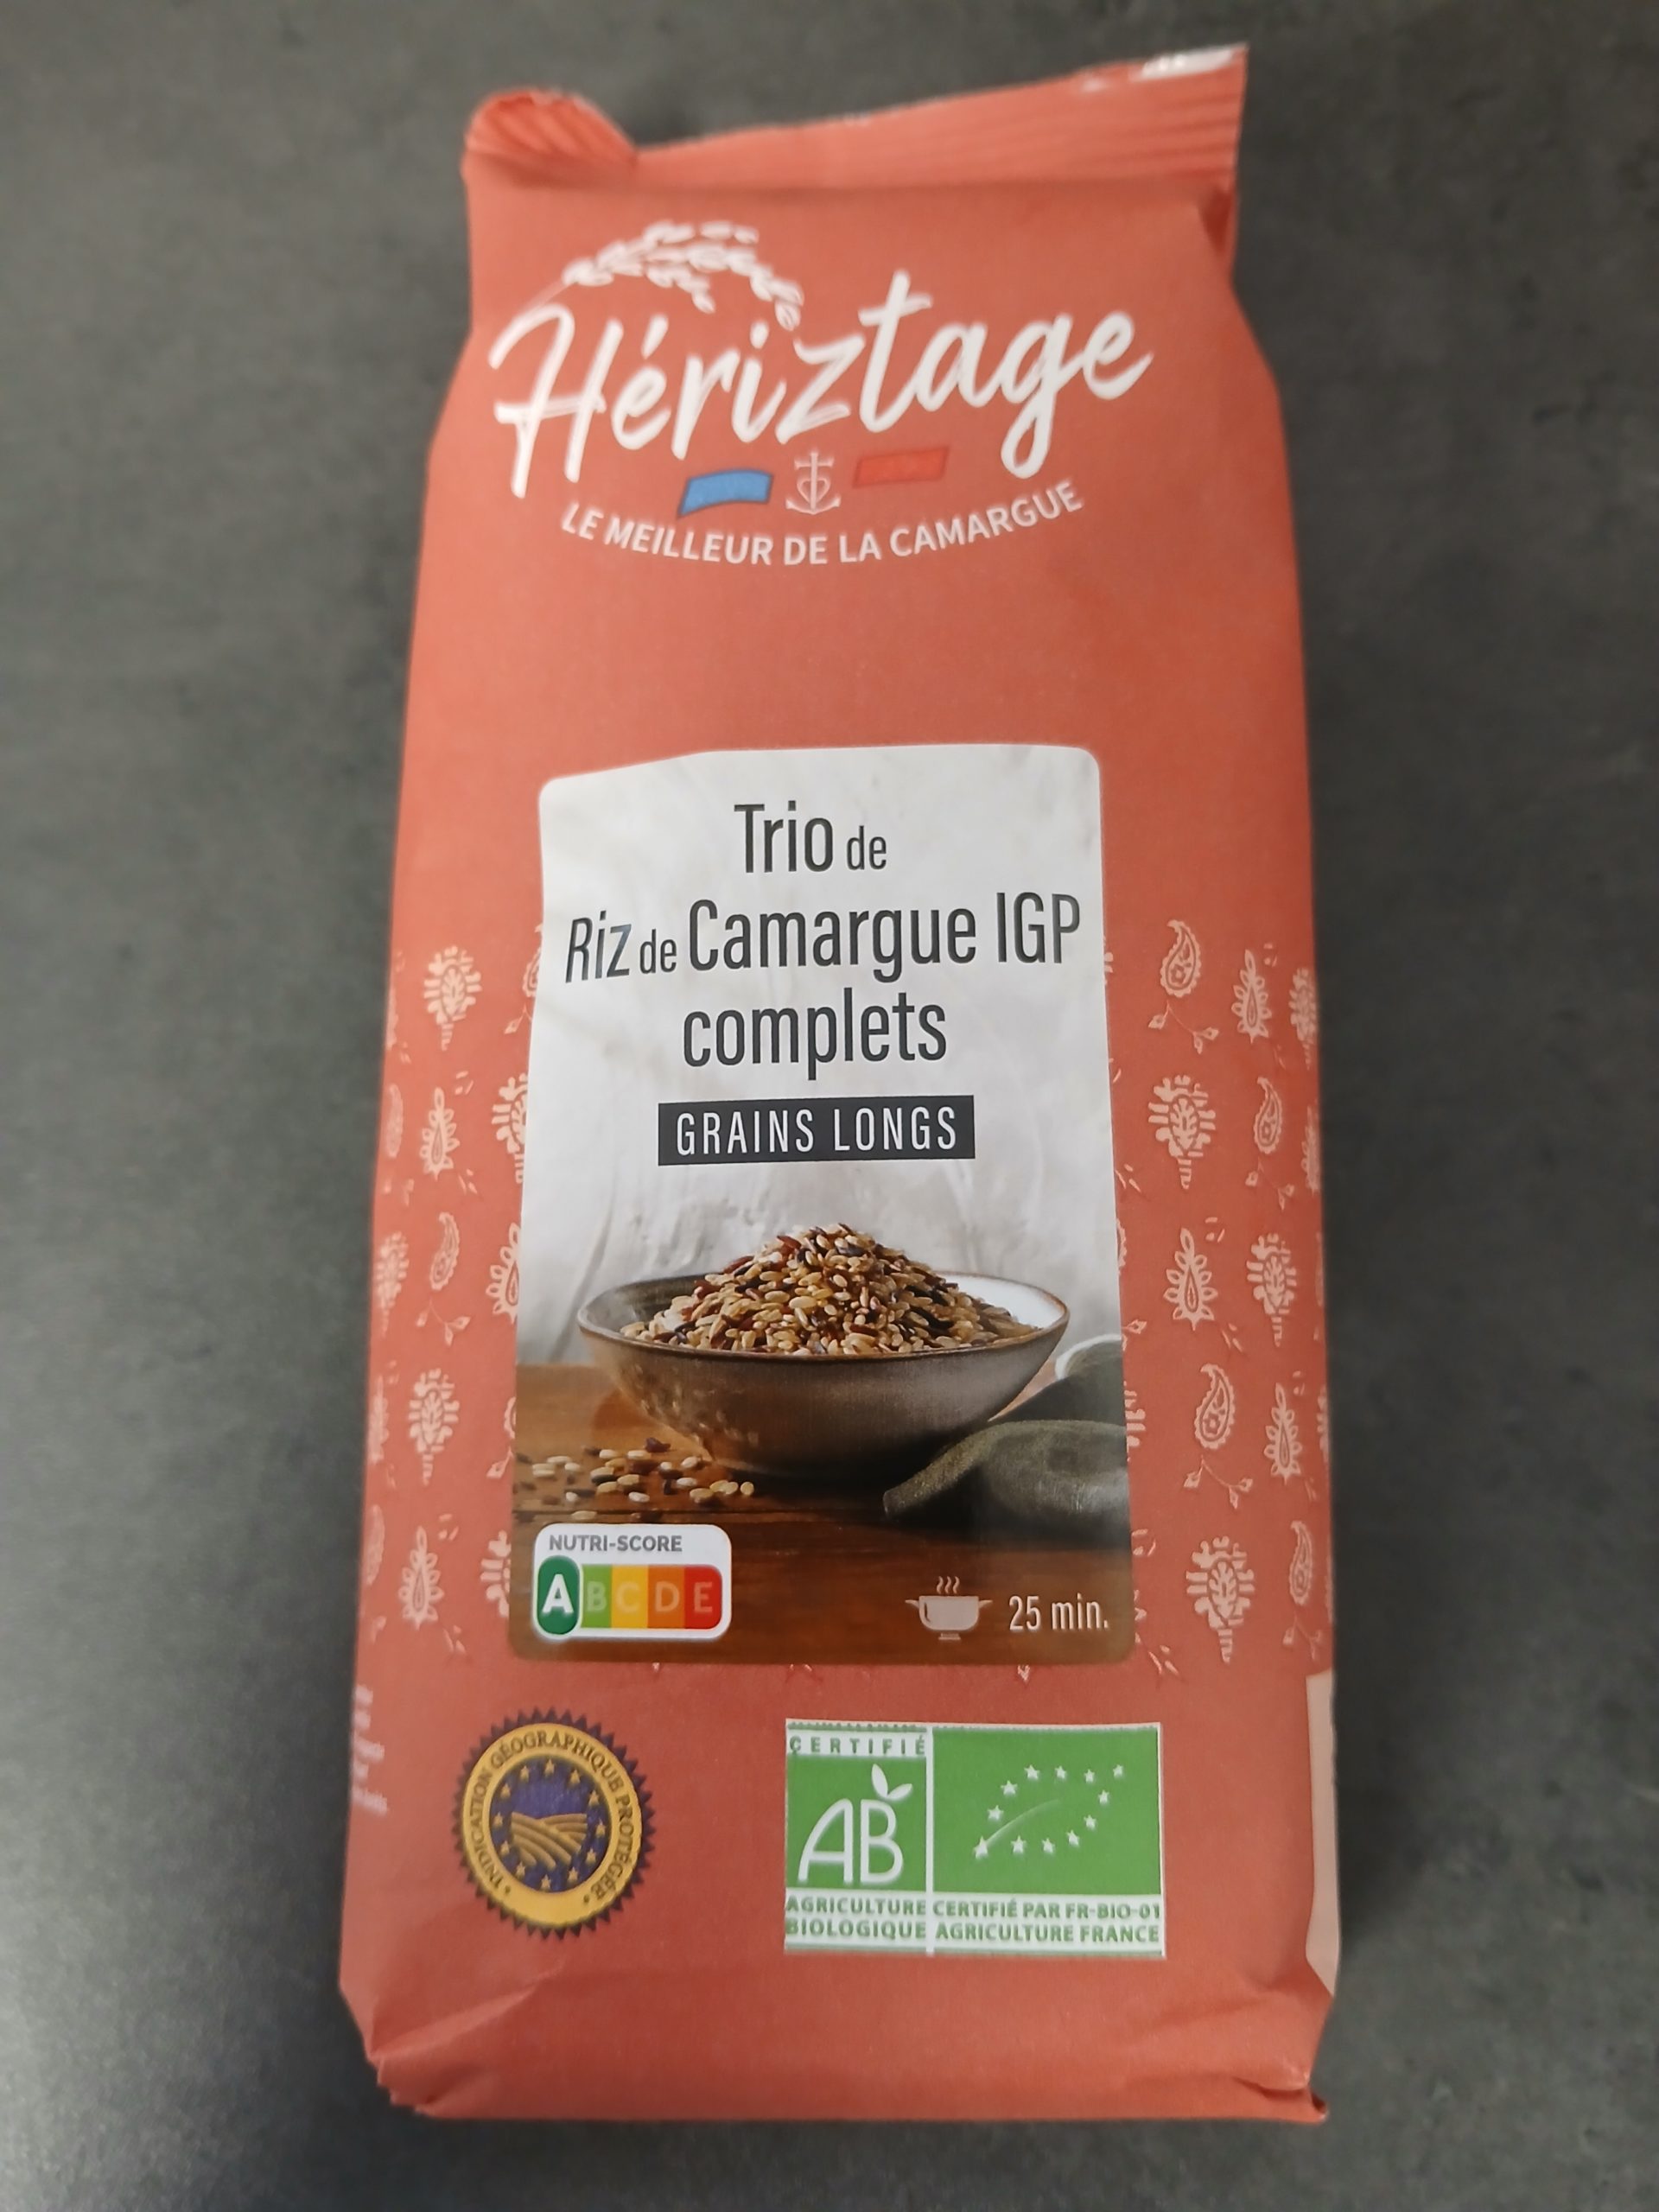 Hériztage
LE MEILLEUR DE LA CAMARGUE
Trio de
Riz de Camargue IGP
complets
GRAINS LONGS
NUTRI-SCORE
A B C D E
25 min.
INDICATION GÉOGRAPHIQUE PROTÉGÉE
CERTIFIÉ
AB
AGRICULTURE
BIOLOGIQUE
CERTIFIÉ PAR FR-BIO-01
AGRICULTURE FRANCE